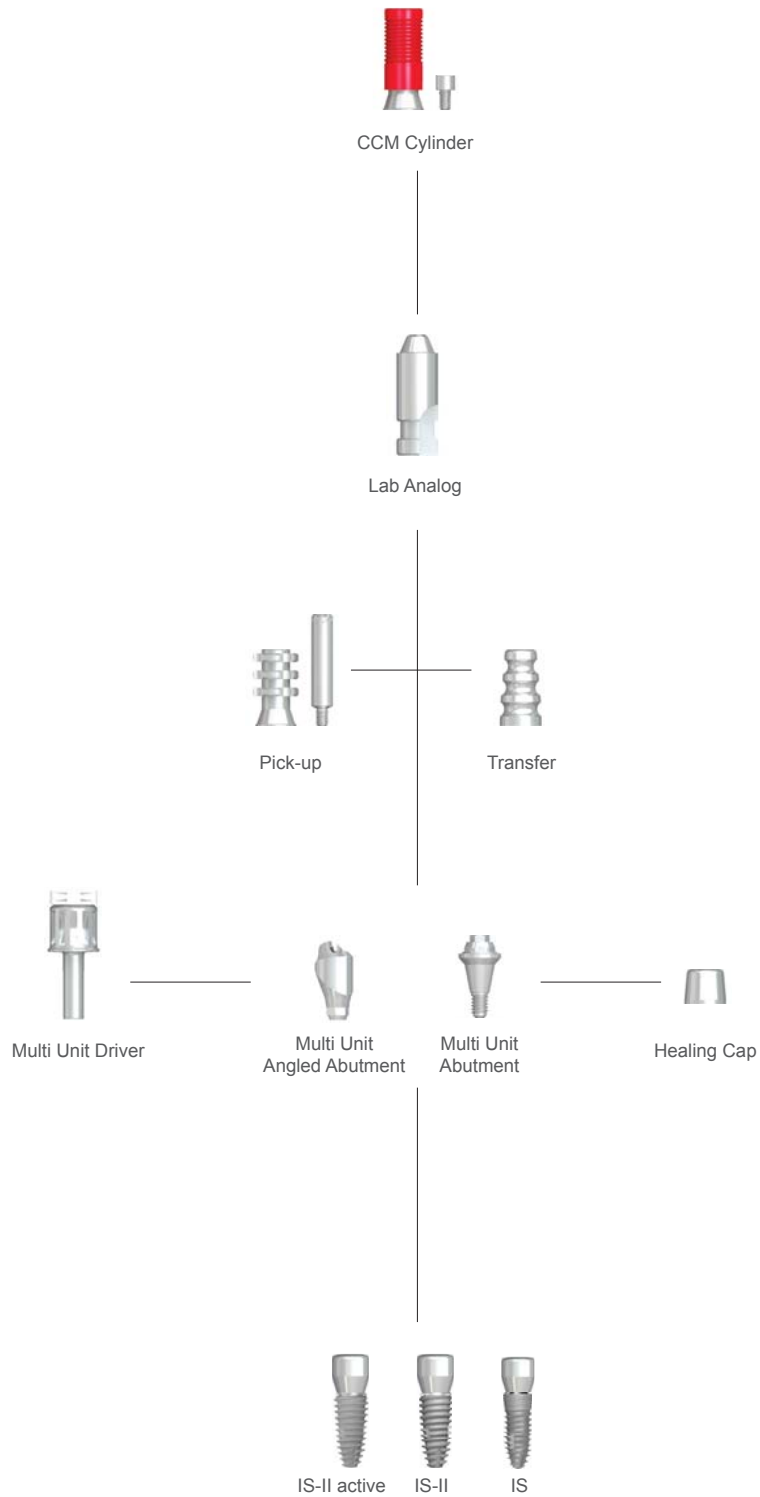 CCM Cylinder
Lab Analog
Pick-up
Transfer
Multi Unit Driver
Multi Unit
Angled Abutment
Multi Unit
Abutment
Healing Cap
IS-II active
IS-II
IS